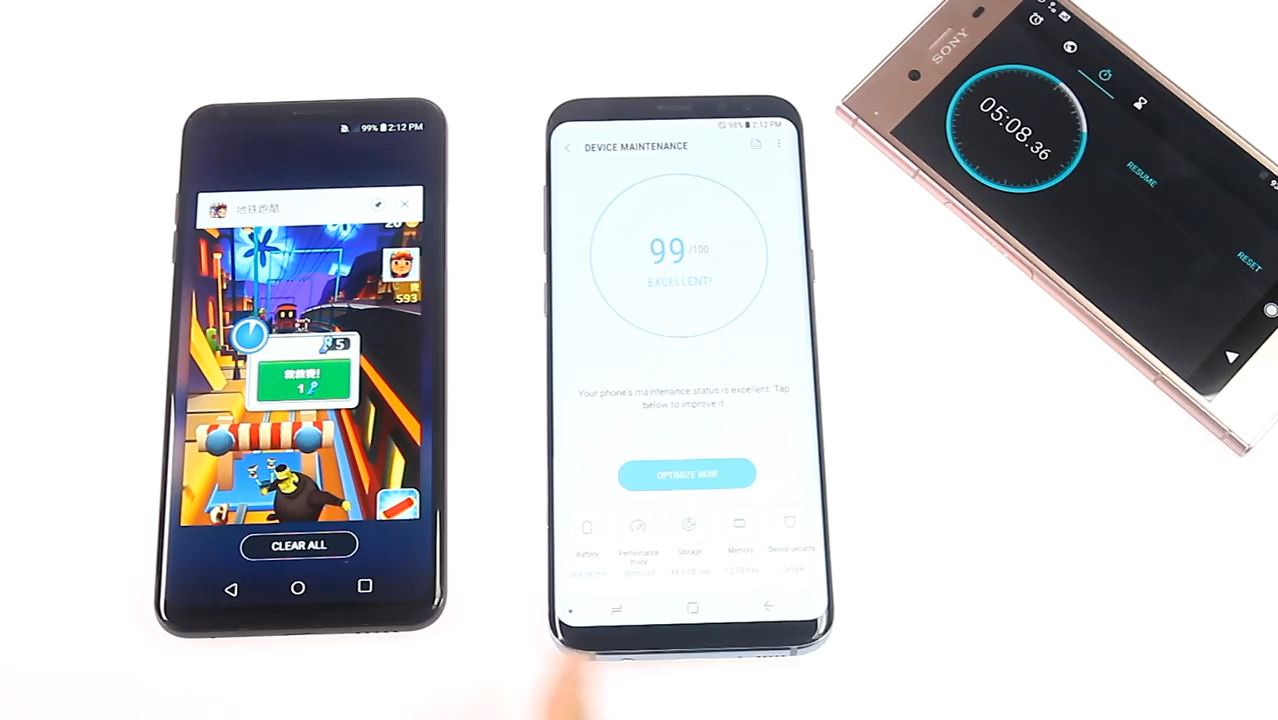 99% 2:12 PM
地铁跑酷
593
5
救救我!
1
CLEAR ALL
98% 2:12 PM
DEVICE MAINTENANCE
99 /100
EXCELLENT!
Your phone's maintenance status is excellent. Tap
below to improve it
OPTIMIZE NOW
Battery
Performance
mode
Optimized
Storage
Memory
Device security
Secure
SONY
05:08.36
RESUME
RESET